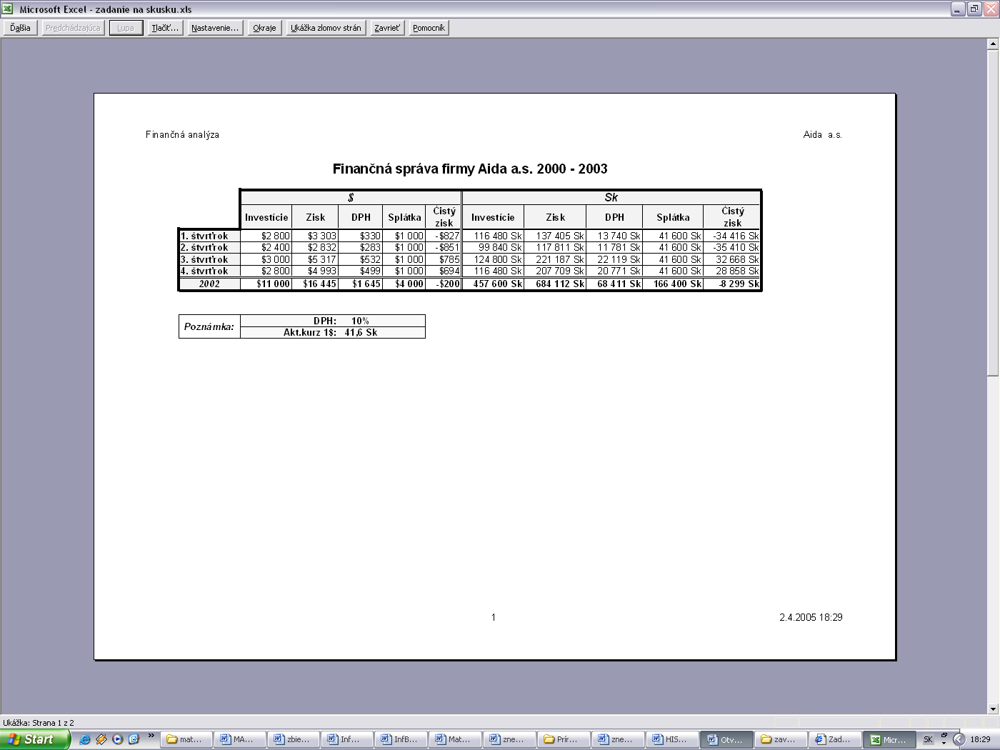 Microsoft Excel - zadanie na skusku.xls
Ďalšia Predchádzajúca Lupa Tlačiť... Nastavenie... Okraje Ukážka zlomov strán Zavrieť Pomocník
Finančná analýza Aida a.s.
Finančná správa firmy Aida a.s. 2000 - 2003
$ Sk
Investície Zisk DPH Splátka Čistý zisk Investície Zisk DPH Splátka Čistý zisk
1. štvrťrok $2 800 $3 303 $330 $1 000 -$827 116 480 Sk 137 405 Sk 13 740 Sk 41 600 Sk -34 416 Sk
2. štvrťrok $2 400 $2 832 $283 $1 000 -$851 99 840 Sk 117 811 Sk 11 781 Sk 41 600 Sk -35 410 Sk
3. štvrťrok $3 000 $5 317 $532 $1 000 $785 124 800 Sk 221 187 Sk 22 119 Sk 41 600 Sk 32 668 Sk
4. štvrťrok $2 800 $4 993 $499 $1 000 $694 116 480 Sk 207 709 Sk 20 771 Sk 41 600 Sk 28 858 Sk
2002 $11 000 $16 445 $1 645 $4 000 -$200 457 600 Sk 684 112 Sk 68 411 Sk 166 400 Sk -8 299 Sk
Poznámka:
DPH: 10%
Akt.kurz 1$: 41,6 Sk
1 2.4.2005 18:29
Ukážka: Strana 1 z 2
Start mat... MA... zbie... Inf... InfB... Mat... zne... Prír... zne... HIS... Otv... zav... Zad... Micr... SK 18:29